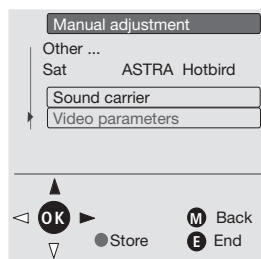 Manual adjustment
Other ...
Sat ASTRA Hotbird
Sound carrier
Video parameters
OK
M Back
Store
E End